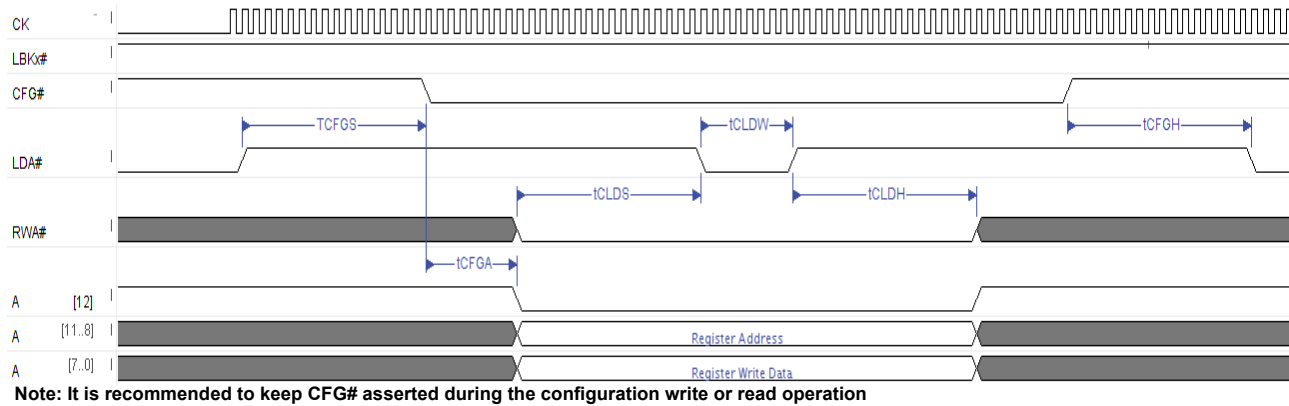 CK
LBKx#
CFG#
TCFGS
tCLDW
tCFGH
LDA#
tCLDS
tCLDH
RWA#
tCFGA
A [12]
A [11..8] Register Address
A [7..0] Register Write Data
Note: It is recommended to keep CFG# asserted during the configuration write or read operation